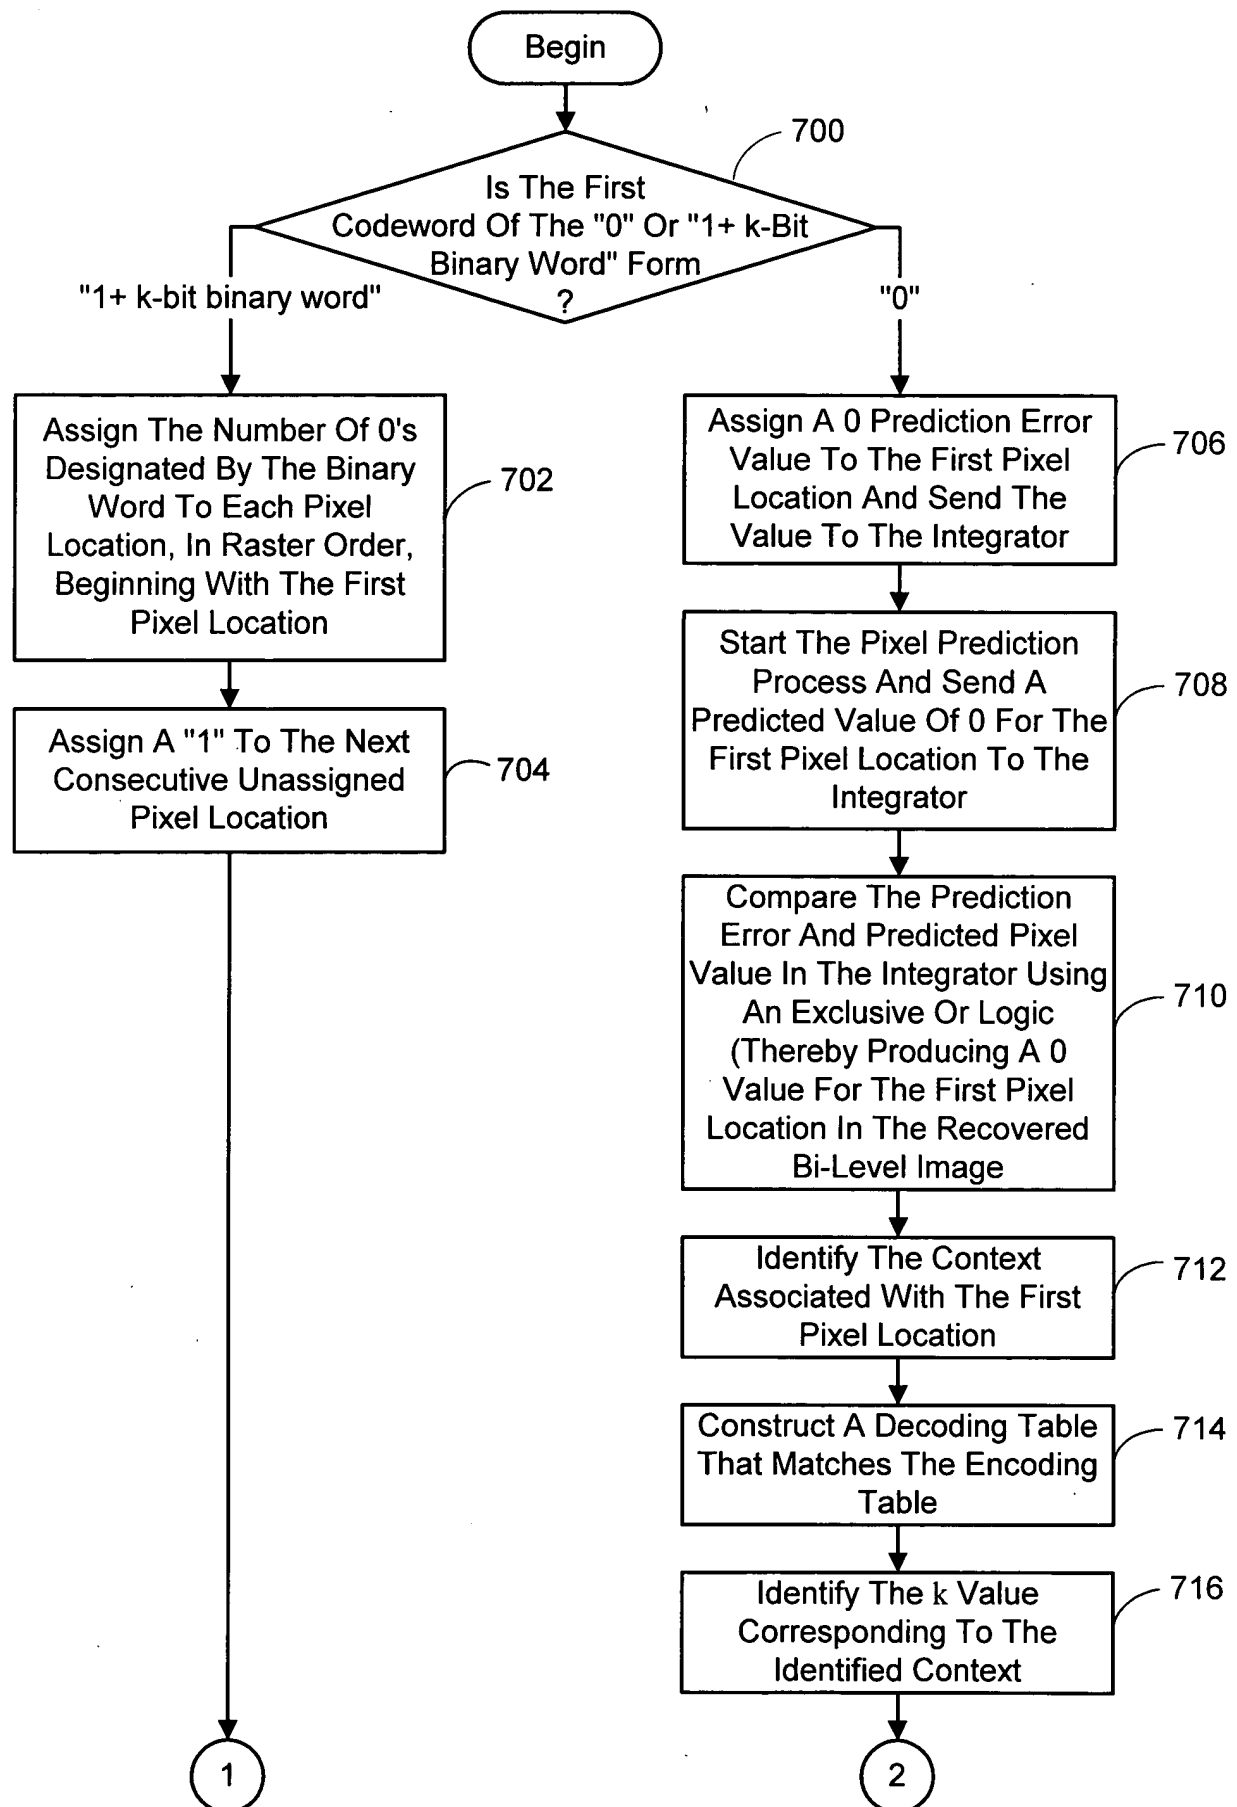 Begin
700
Is The First
Codeword Of The "0" Or "1+ k-Bit
Binary Word" Form
?
"1+ k-bit binary word"
"0"
Assign The Number Of 0's
Designated By The Binary
Word To Each Pixel
Location, In Raster Order,
Beginning With The First
Pixel Location
702
Assign A "1" To The Next
Consecutive Unassigned
Pixel Location
704
1
Assign A 0 Prediction Error
Value To The First Pixel
Location And Send The
Value To The Integrator
706
Start The Pixel Prediction
Process And Send A
Predicted Value Of 0 For The
First Pixel Location To The
Integrator
708
Compare The Prediction
Error And Predicted Pixel
Value In The Integrator Using
An Exclusive Or Logic
(Thereby Producing A 0
Value For The First Pixel
Location In The Recovered
Bi-Level Image
710
Identify The Context
Associated With The First
Pixel Location
712
Construct A Decoding Table
That Matches The Encoding
Table
714
Identify The k Value
Corresponding To The
Identified Context
716
2